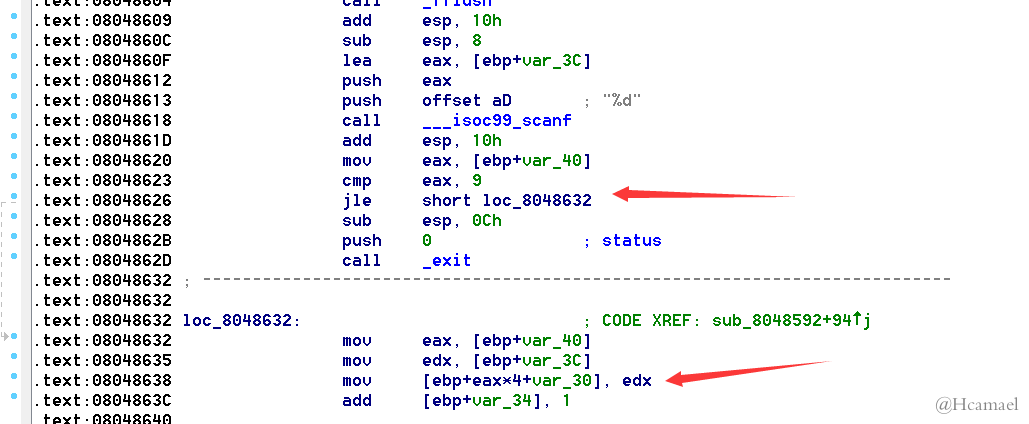 .text:08048604 call _fflush
.text:08048609 add esp, 10h
.text:0804860C sub esp, 8
.text:0804860F lea eax, [ebp+var_3C]
.text:08048612 push eax
.text:08048613 push offset aD ; "%d"
.text:08048618 call ___isoc99_scanf
.text:0804861D add esp, 10h
.text:08048620 mov eax, [ebp+var_40]
.text:08048623 cmp eax, 9
.text:08048626 jle short loc_8048632
.text:08048628 sub esp, 0Ch
.text:0804862B push 0 ; status
.text:0804862D call _exit
.text:08048632 ; ---------------------------------------------------------------------------
.text:08048632
.text:08048632 loc_8048632: ; CODE XREF: sub_8048592+94↑j
.text:08048632 mov eax, [ebp+var_40]
.text:08048635 mov edx, [ebp+var_3C]
.text:08048638 mov [ebp+eax*4+var_30], edx
.text:0804863C add [ebp+var_34], 1
.text:08048640
@Hcamael